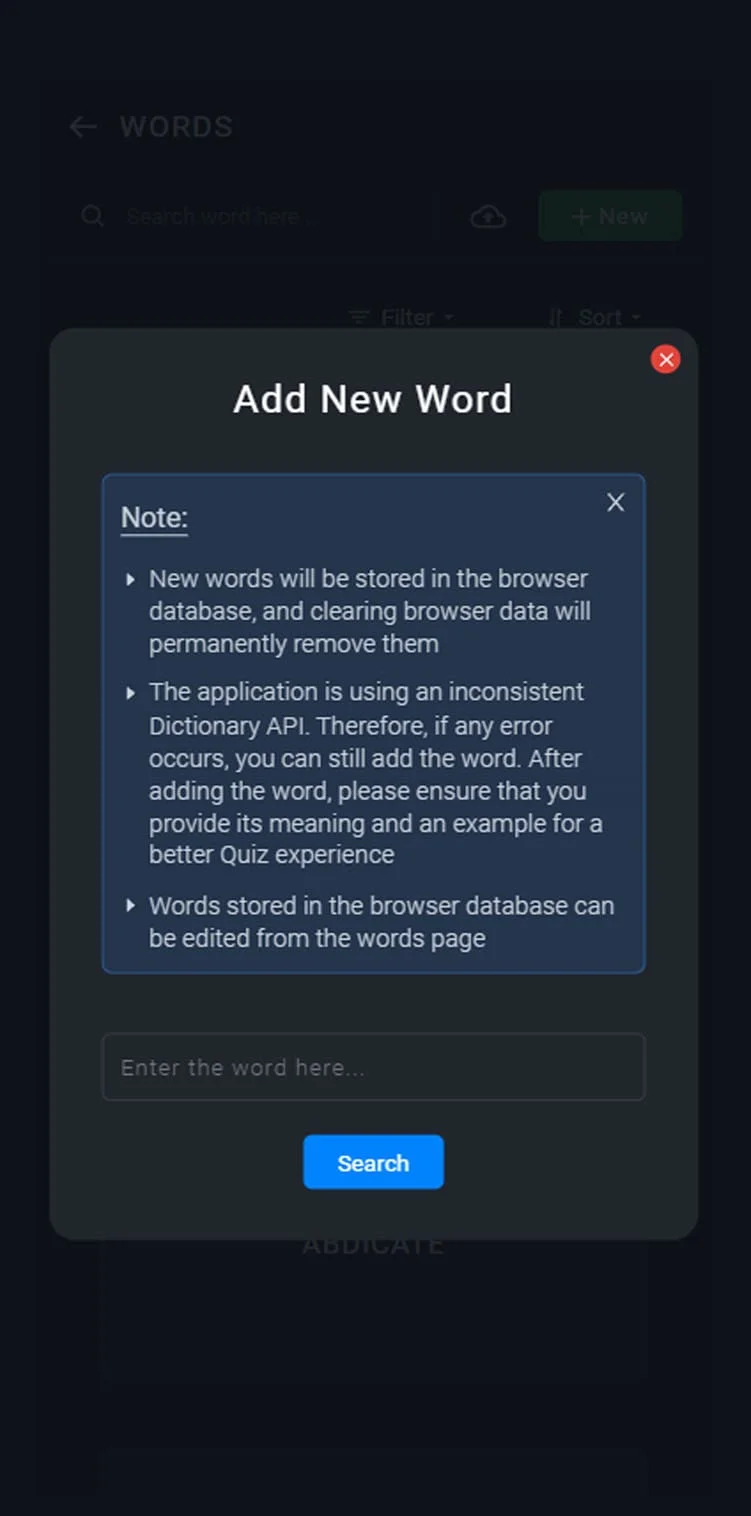 WORDS
Search word here ...
+ New
Filter
Sort
Add New Word
Note:
New words will be stored in the browser
database, and clearing browser data will
permanently remove them
The application is using an inconsistent
Dictionary API. Therefore, if any error
occurs, you can still add the word. After
adding the word, please ensure that you
provide its meaning and an example for a
better Quiz experience
Words stored in the browser database can
be edited from the words page
Enter the word here...
Search
ABDICATE